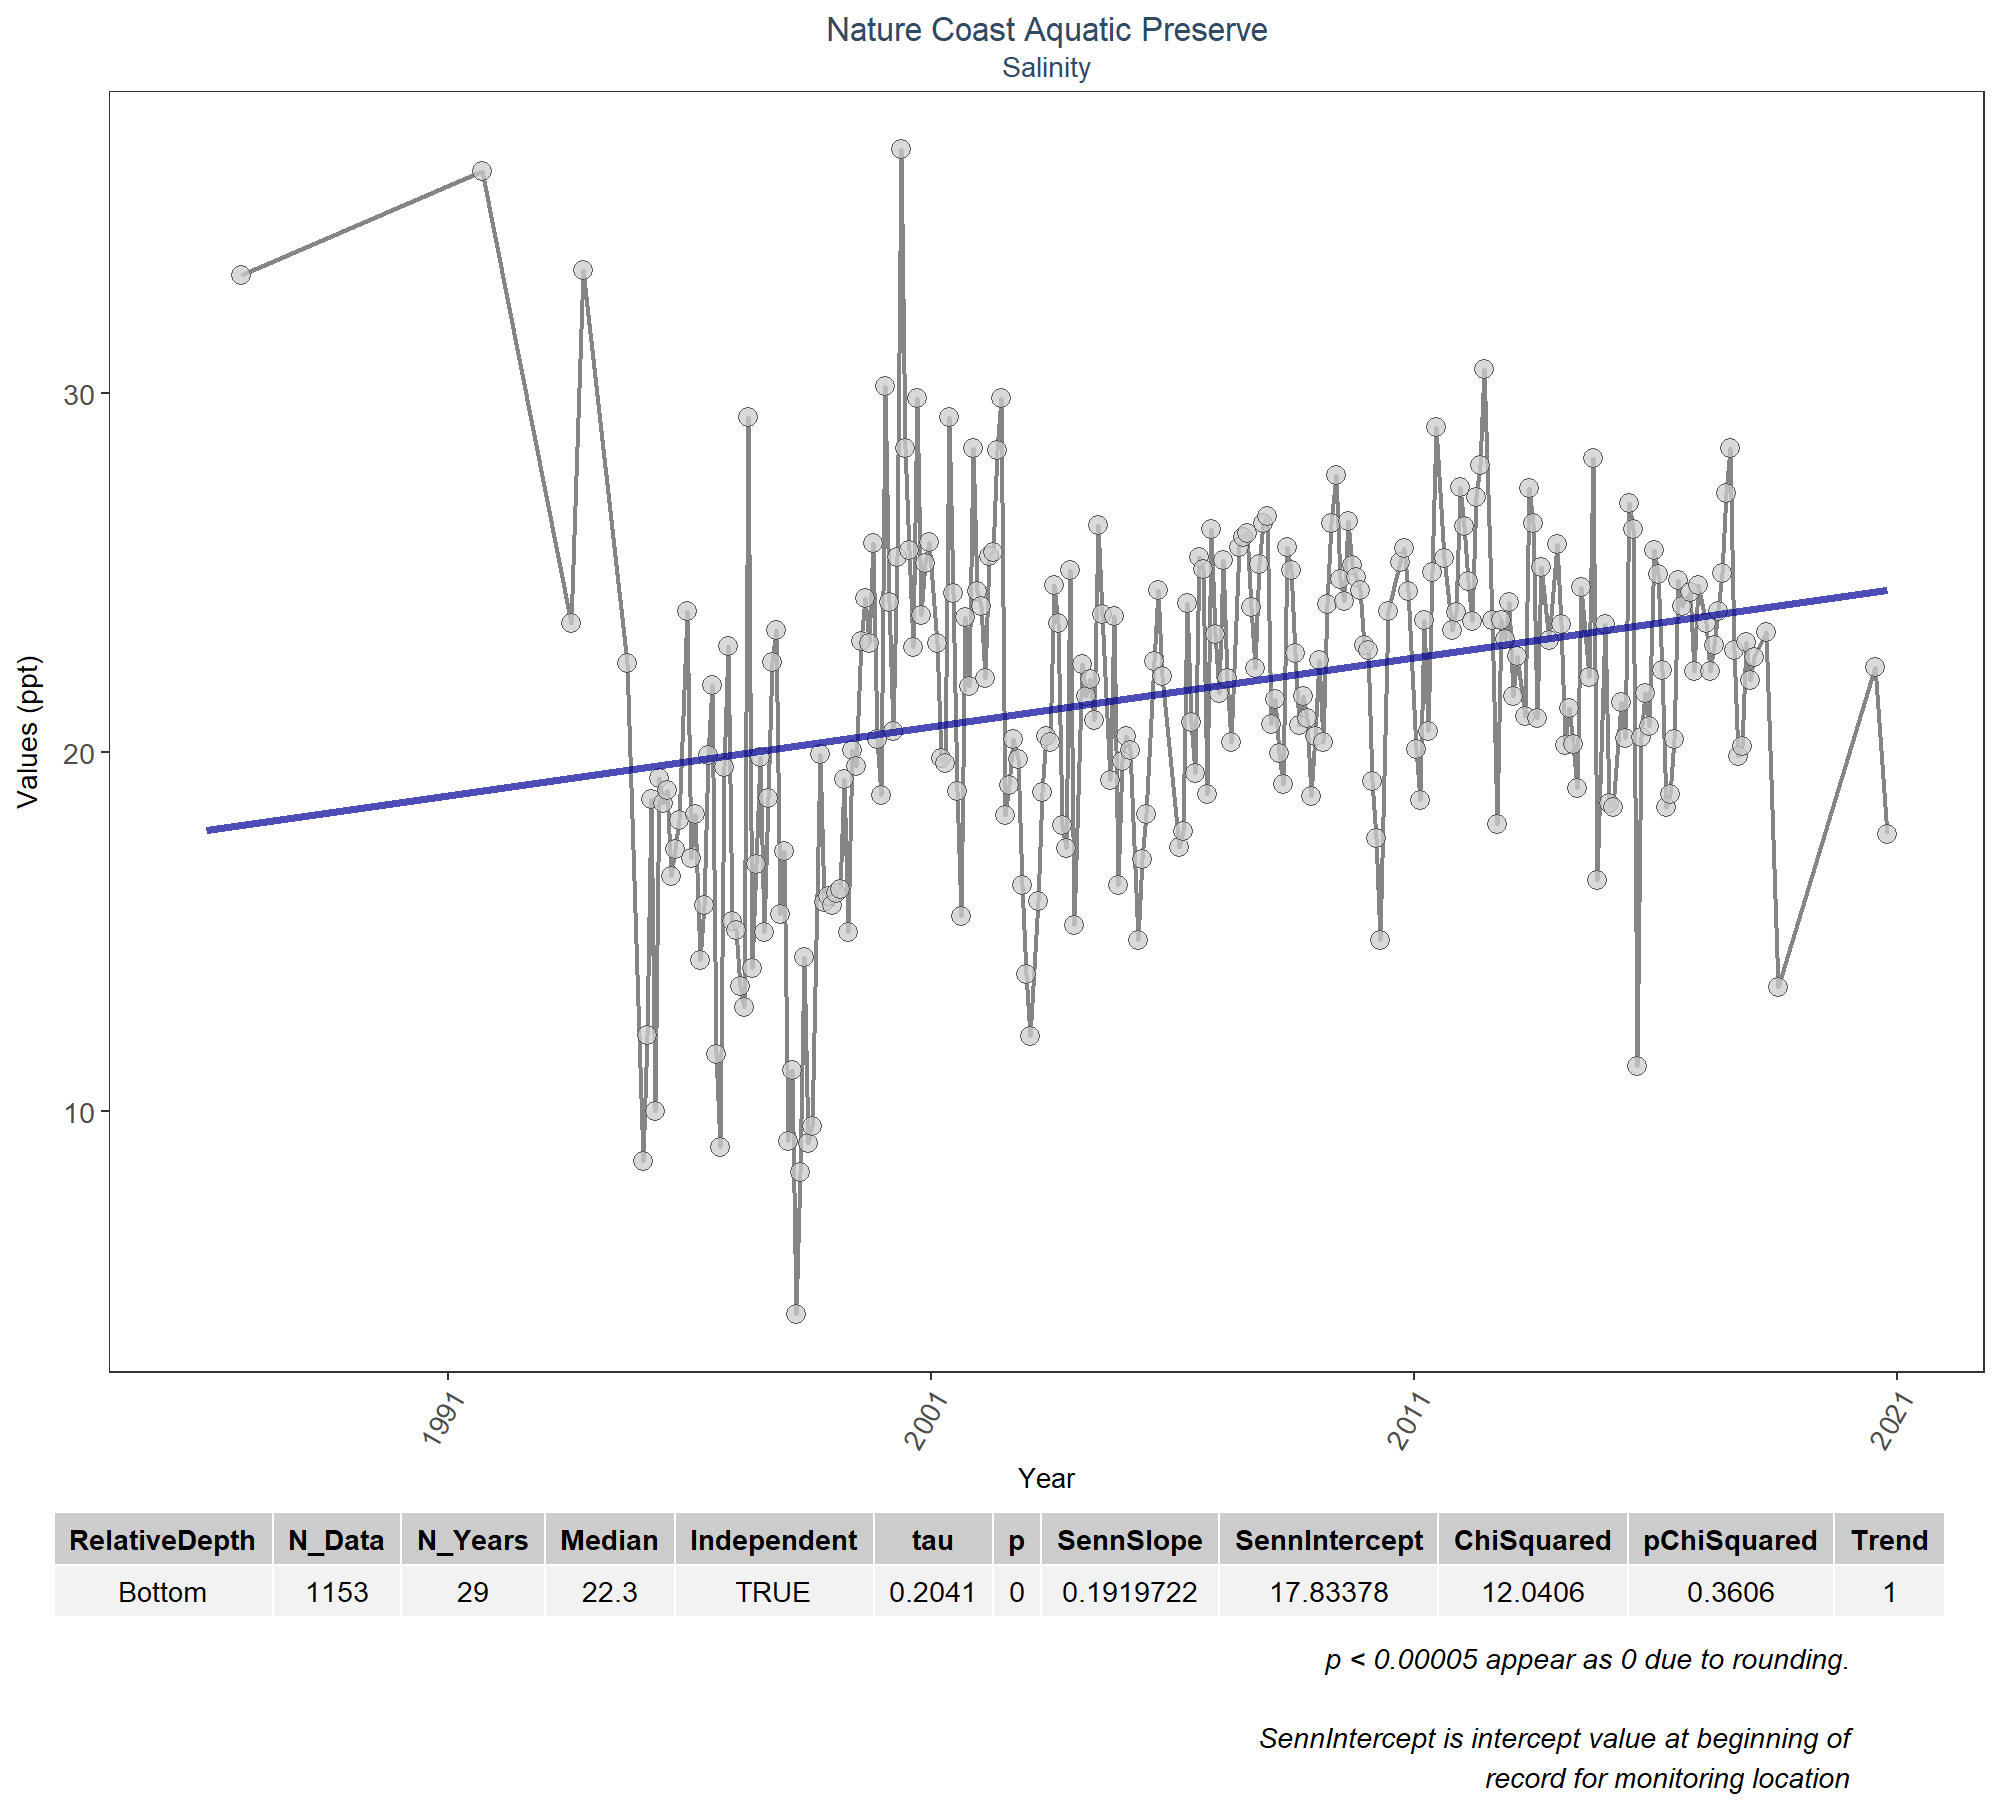 Nature Coast Aquatic Preserve
Salinity
Values (ppt)
30
20
10
1991
2001
2011
2021
Year
RelativeDepth N_Data N_Years Median Independent tau p SennSlope SennIntercept ChiSquared pChiSquared Trend
Bottom 1153 29 22.3 TRUE 0.2041 0 0.1919722 17.83378 12.0406 0.3606 1
p < 0.00005 appear as 0 due to rounding.
SennIntercept is intercept value at beginning of
record for monitoring location